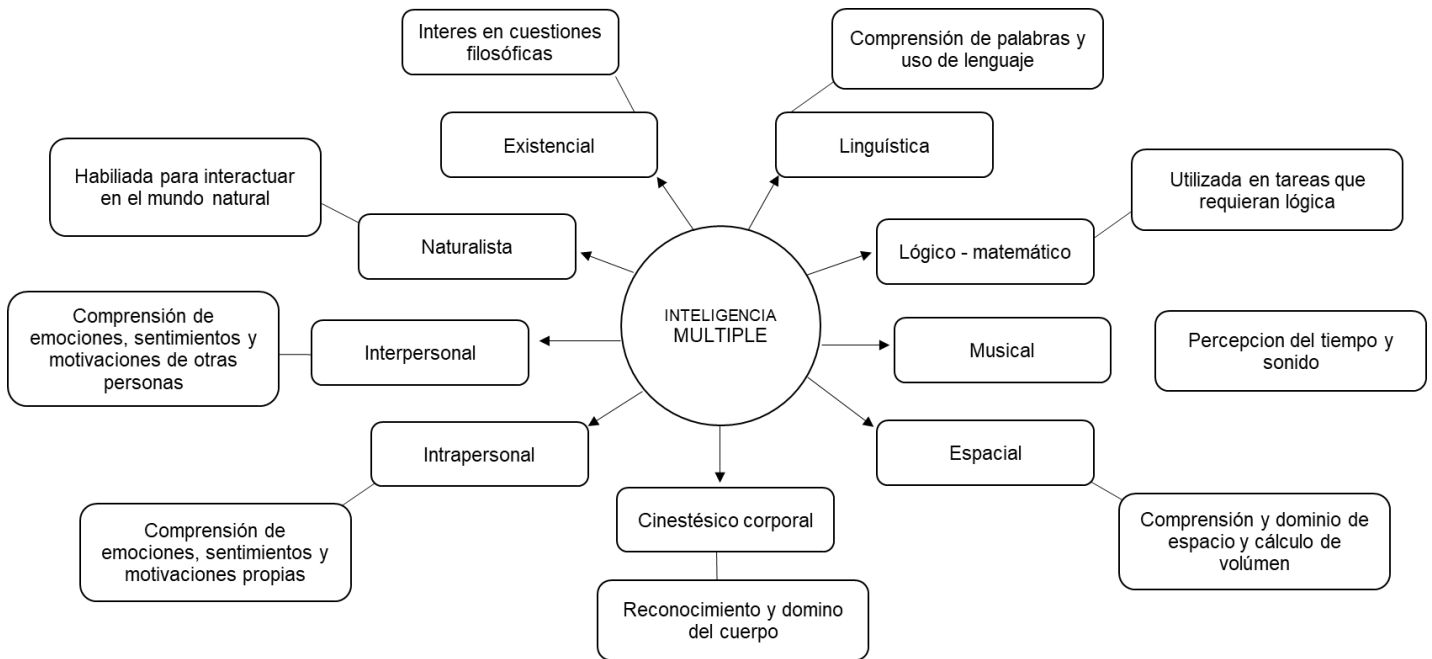 Interes en cuestiones
filosóficas
Comprensión de palabras y
uso de lenguaje
Existencial
Linguística
Habiliada para interactuar
en el mundo natural
Utilizada en tareas que
requieran lógica
Naturalista
Lógico - matemático
INTELIGENCIA
MULTIPLE
Comprensión de
emociones, sentimientos y
motivaciones de otras
personas
Interpersonal
Musical
Percepcion del tiempo y
sonido
Intrapersonal
Espacial
Comprensión de
emociones, sentimientos y
motivaciones propias
Cinestésico corporal
Comprensión y dominio de
espacio y cálculo de
volúmen
Reconocimiento y domino
del cuerpo